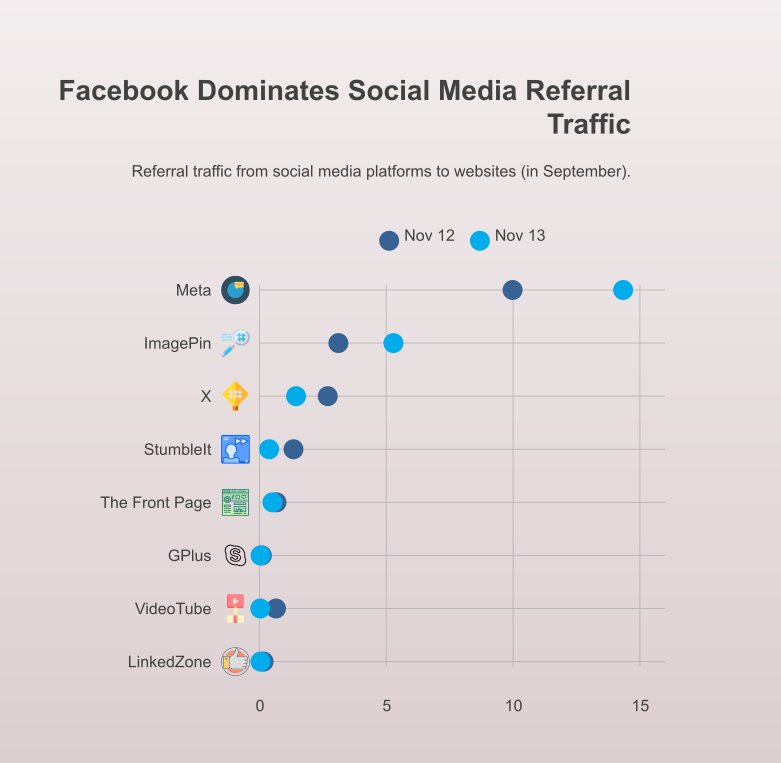 Facebook Dominates Social Media Referral
Traffic
Referral traffic from social media platforms to websites (in September).
Nov 12 Nov 13
Meta
ImagePin
X
StumbleIt
The Front Page
GPlus
VideoTube
LinkedZone
0 5 10 15